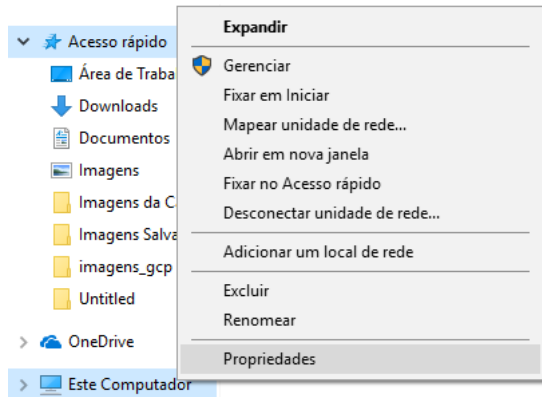 Acesso rápido
Área de Traba
Downloads
Documentos
Imagens
Imagens da C
Imagens Salva
imagens_gcp
Untitled
OneDrive
Este Computador
Expandir
Gerenciar
Fixar em Iniciar
Mapear unidade de rede...
Abrir em nova janela
Fixar no Acesso rápido
Desconectar unidade de rede...
Adicionar um local de rede
Excluir
Renomear
Propriedades